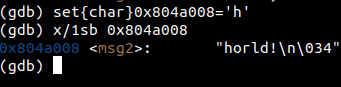 (gdb) set{char}0x804a008='h'
(gdb) x/1sb 0x804a008
0x804a008 <msg2>:        "horld!\n\034"
(gdb)